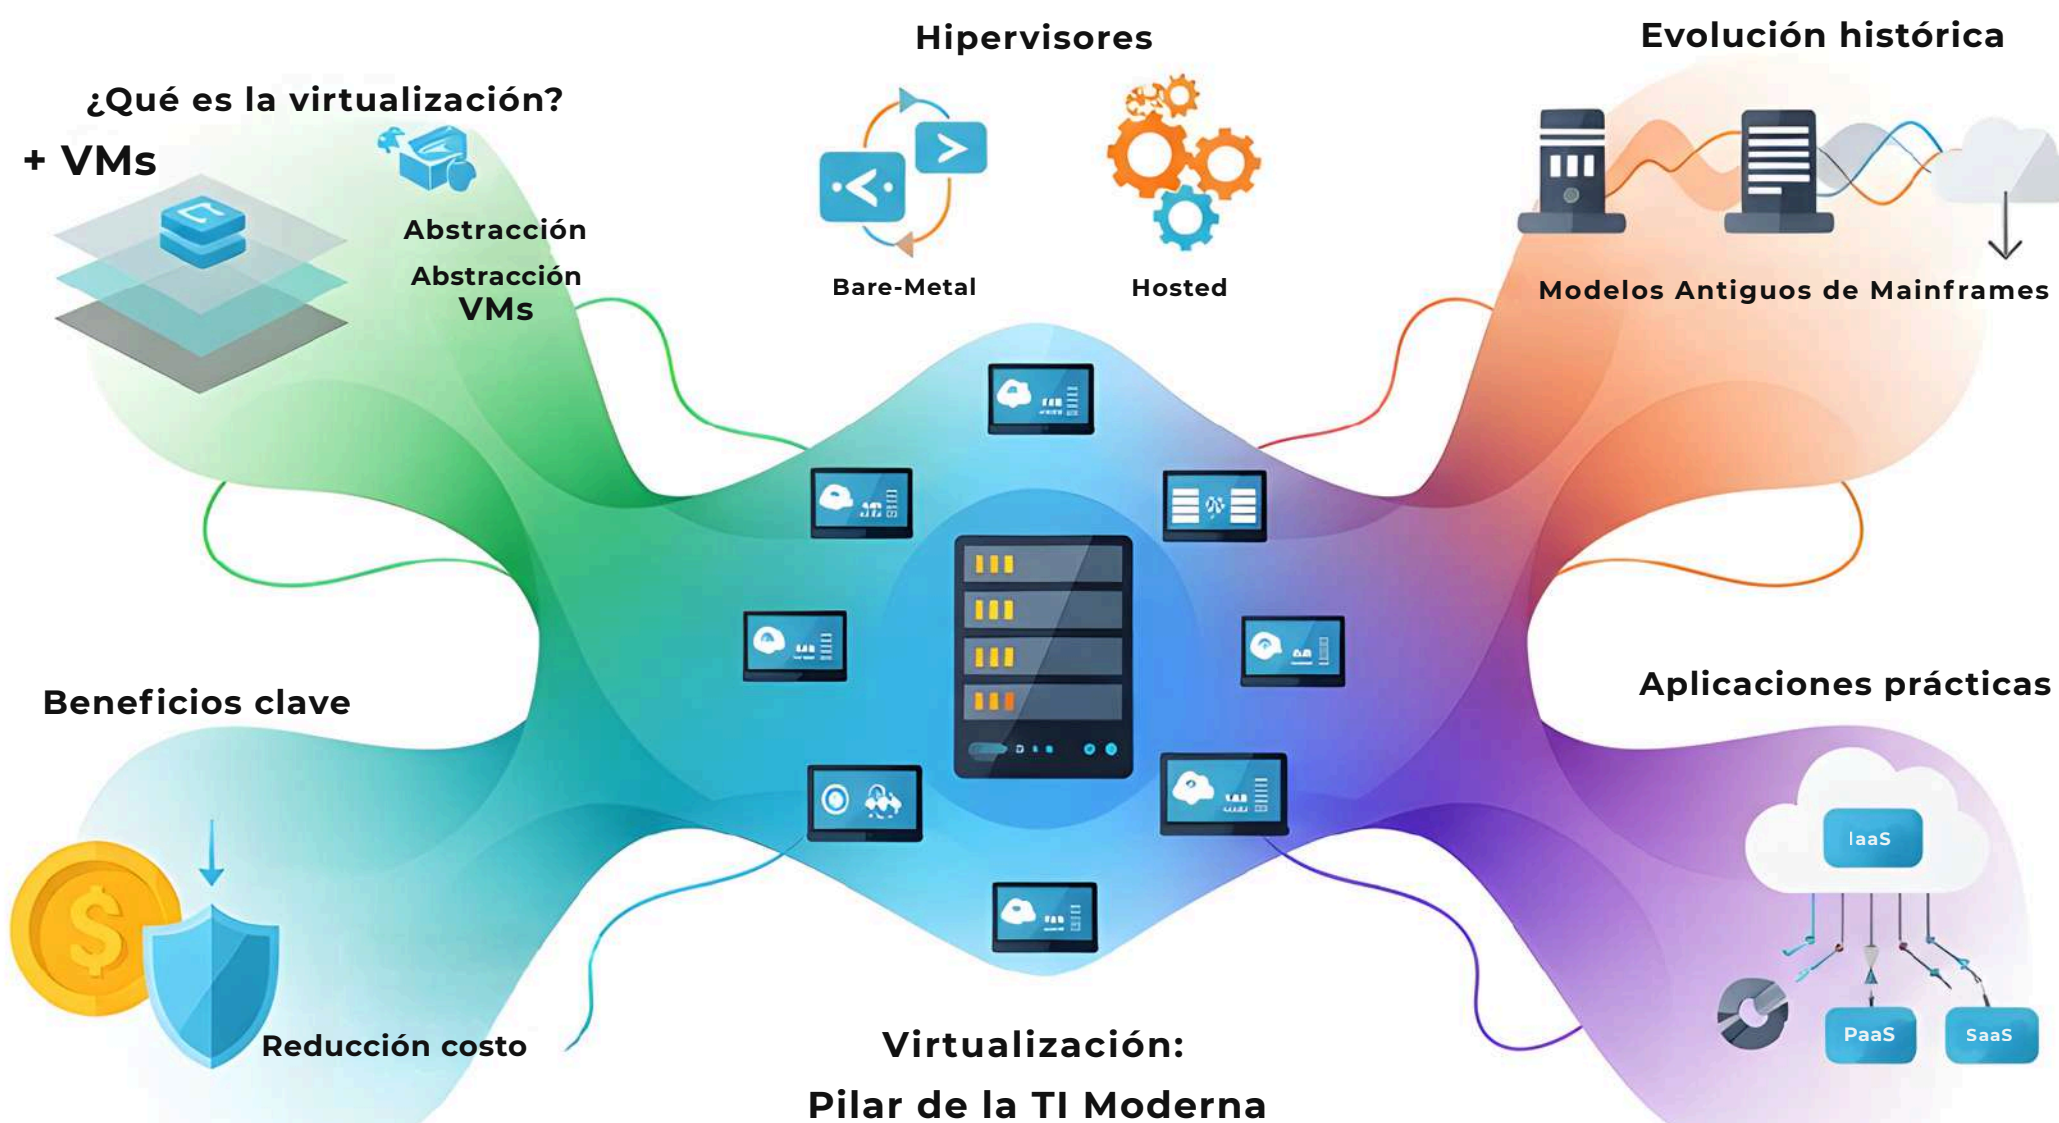 Hipervisores
Evolución histórica
¿Qué es la virtualización?
+ VMs
Abstracción
Abstracción
VMs
Bare-Metal
Hosted
Modelos Antiguos de Mainframes
Beneficios clave
Aplicaciones prácticas
IaaS
PaaS
SaaS
Reducción costo
Virtualización:
Pilar de la TI Moderna